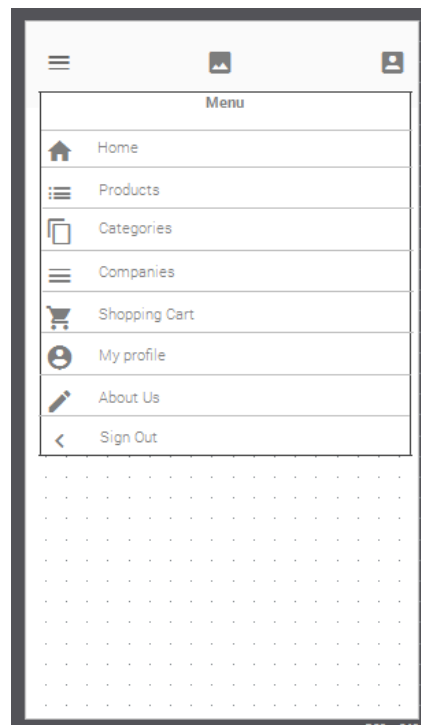 Menu
Home
Products
Categories
Companies
Shopping Cart
My profile
About Us
Sign Out